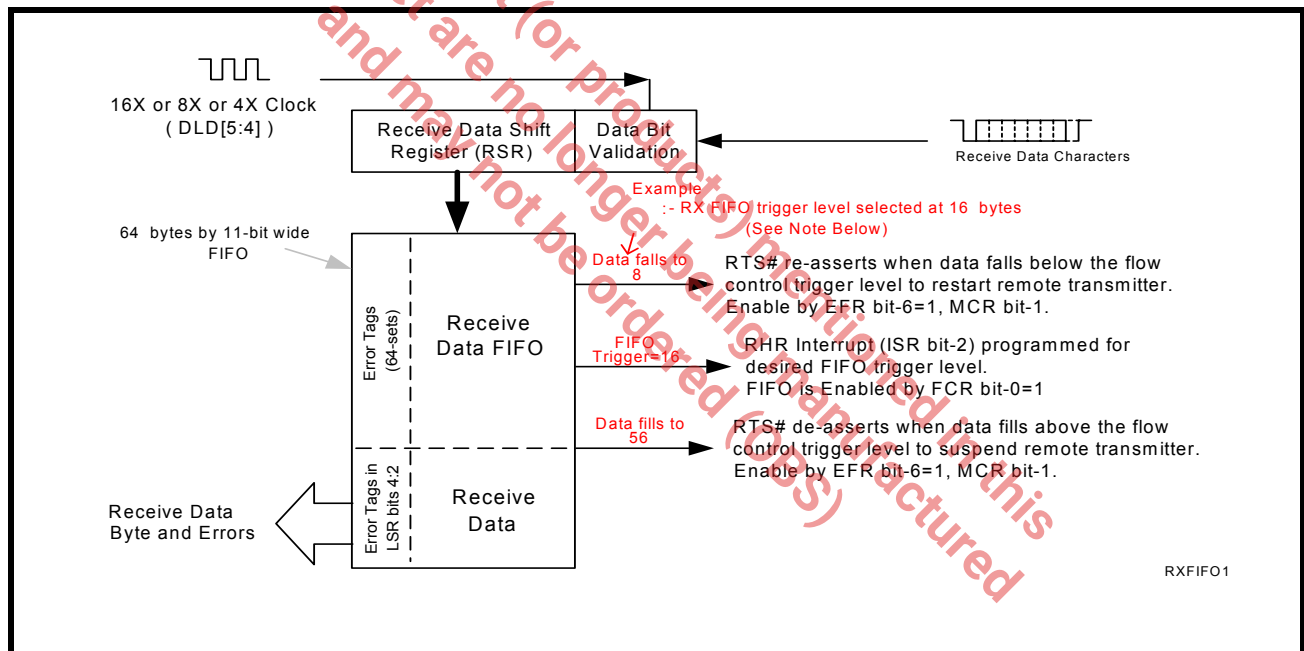 16X or 8X or 4X Clock
( DLD[5:4] )
Receive Data Shift
Register (RSR)
Data Bit
Validation
Receive Data Characters
Example
:- RX FIFO trigger level selected at 16 bytes
(See Note Below)
64 bytes by 11-bit wide
FIFO
Data falls to
8
RTS# re-asserts when data falls below the flow
control trigger level to restart remote transmitter.
Enable by EFR bit-6=1, MCR bit-1.
Error Tags
(64-sets)
Receive
Data FIFO
FIFO
Trigger=16
RHR Interrupt (ISR bit-2) programmed for
desired FIFO trigger level.
FIFO is Enabled by FCR bit-0=1
Data fills to
56
RTS# de-asserts when data fills above the flow
control trigger level to suspend remote transmitter.
Enable by EFR bit-6=1, MCR bit-1.
Receive Data
Byte and Errors
Error Tags in
LSR bits 4:2
Receive
Data
RXFIFO1
(or products) mentioned in this
are no longer being manufactured
and may not be ordered (OBS)